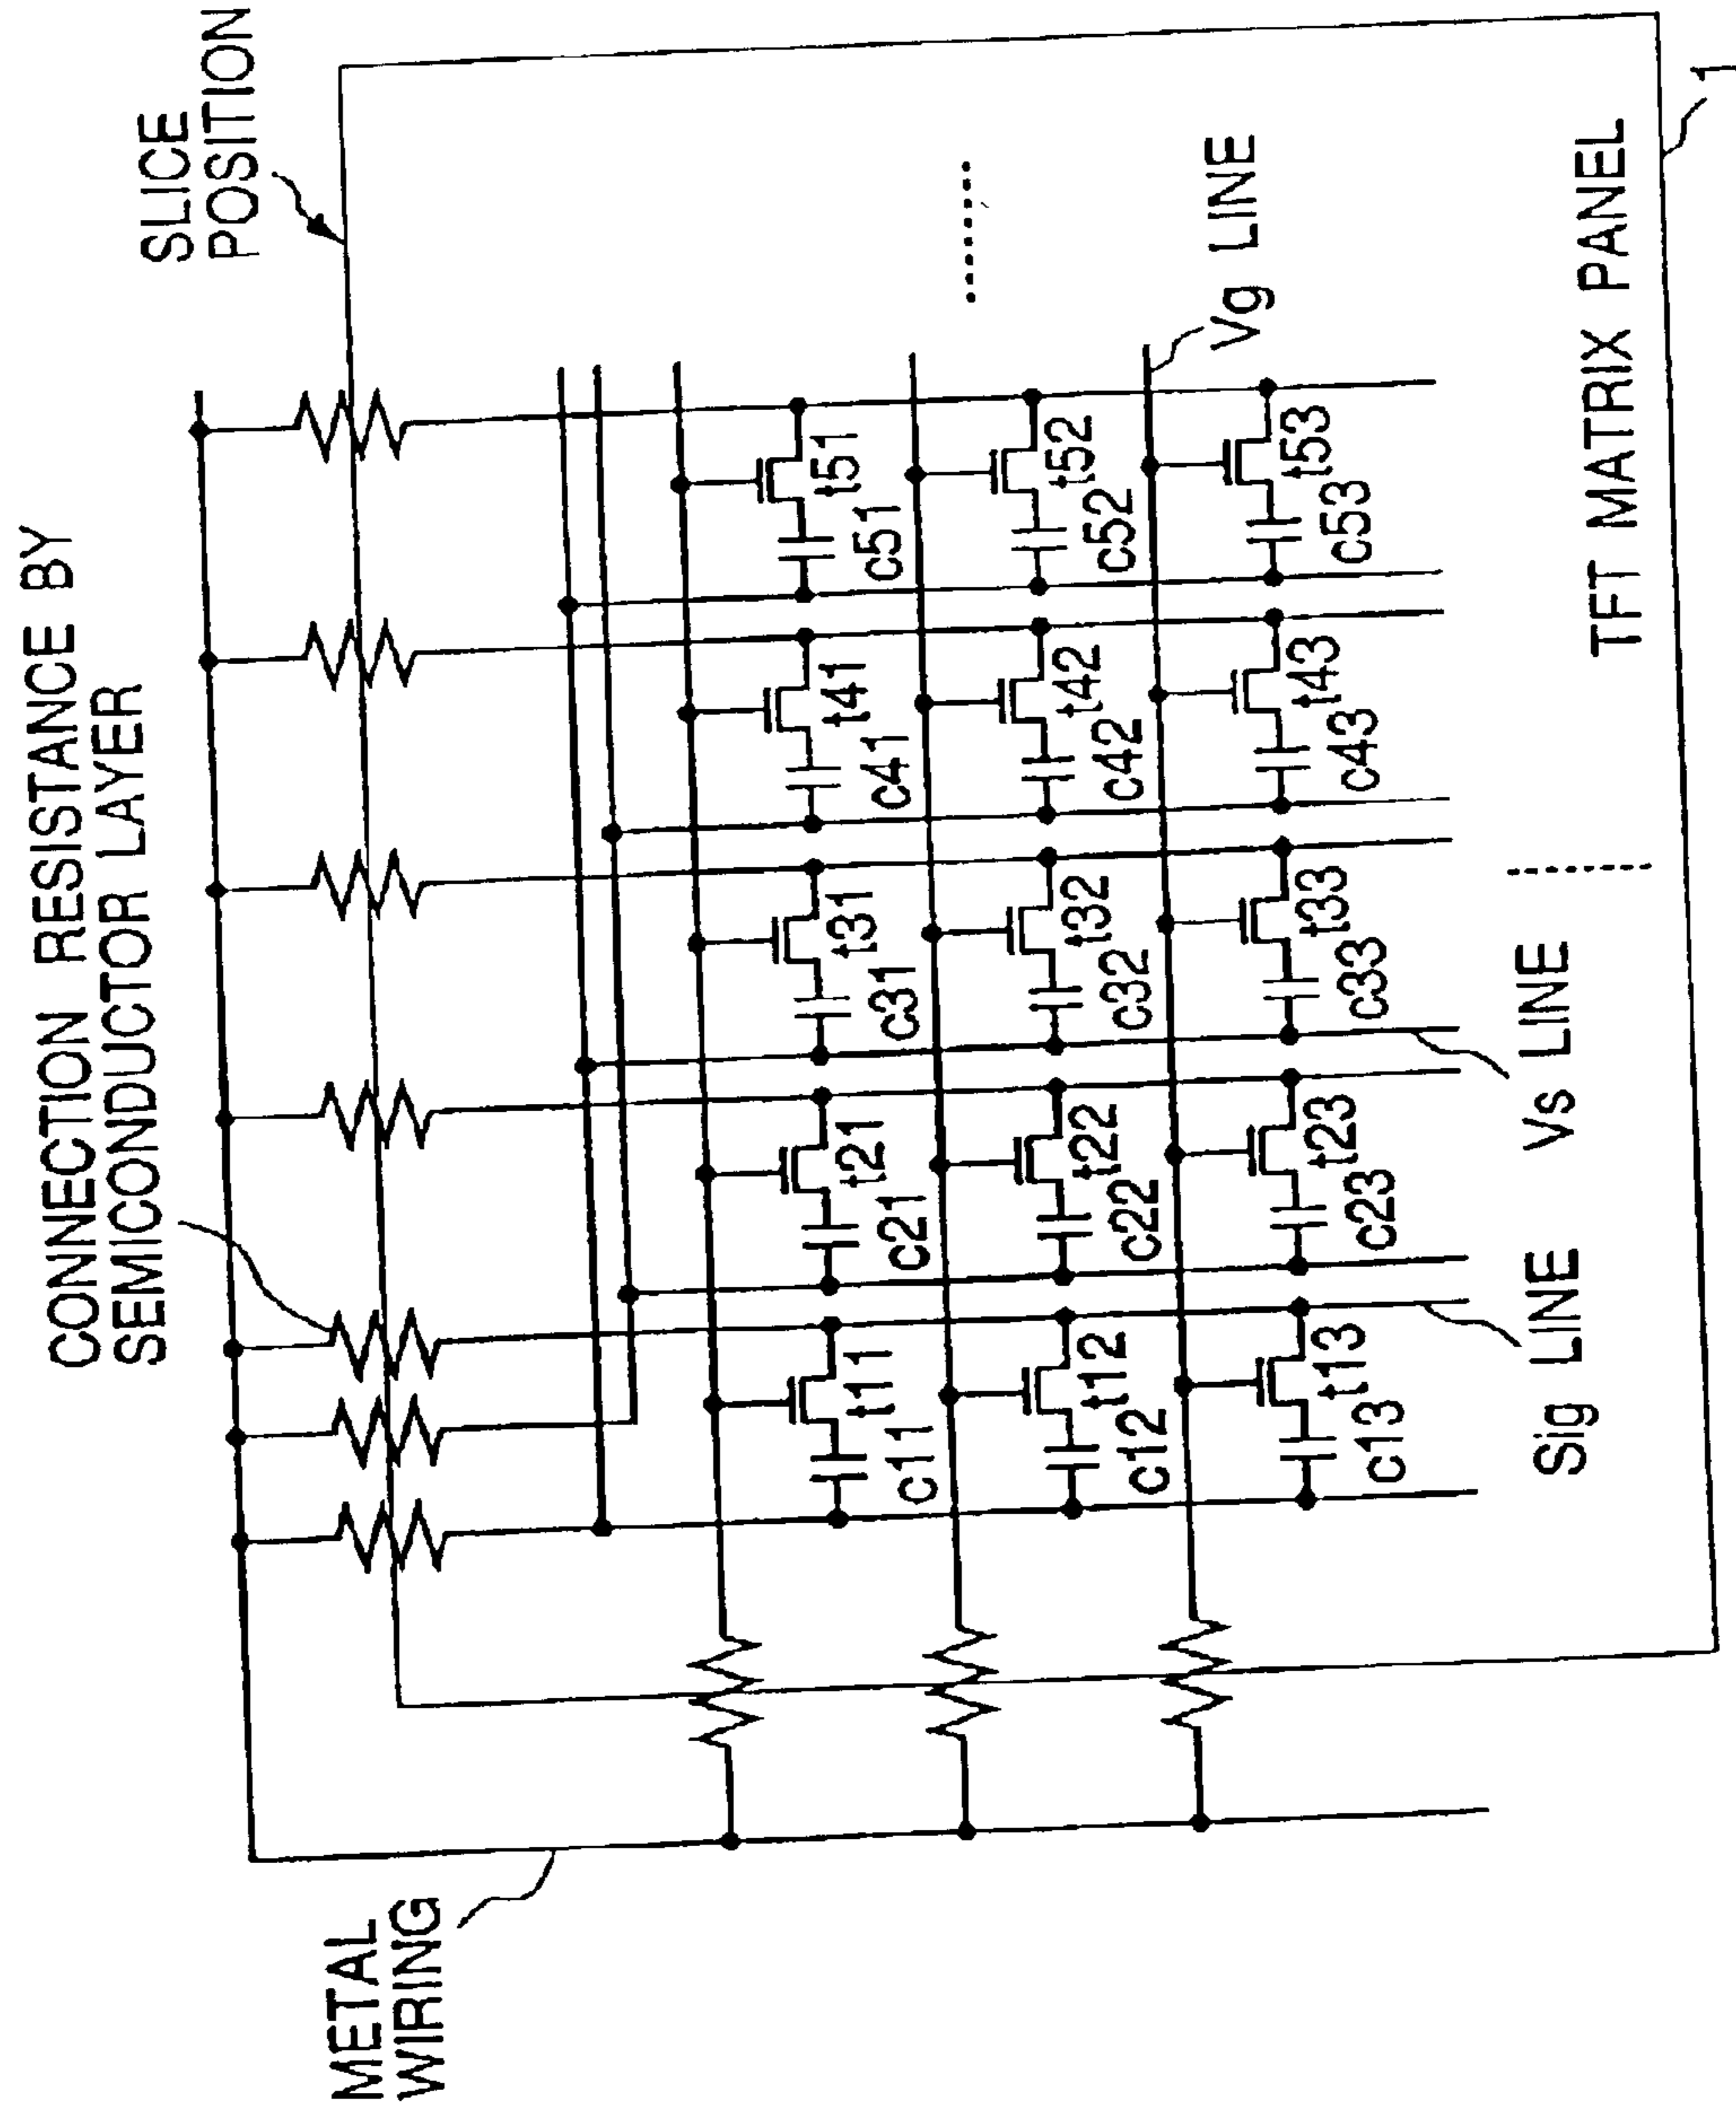 CONNECTION RESISTANCE BY
SEMICONDUCTOR LAYER
SLICE
POSITION
METAL
WIRING
t11
c11
t21
c21
t31
c31
t41
c41
t51
c51
t12
c12
t22
c22
t32
c32
t42
c42
t52
c52
t13
c13
t23
c23
t33
c33
t43
c43
t53
c53
Vg LINE
Sig LINE
Vs LINE
TFT MATRIX PANEL
1